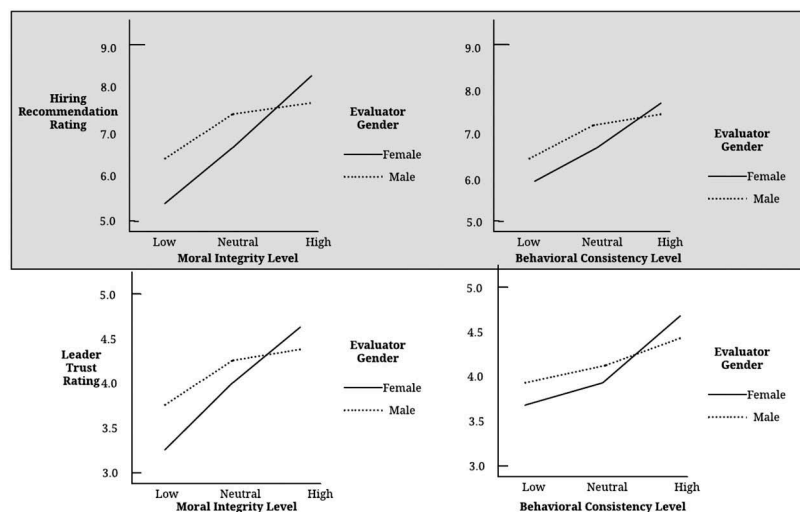 9.0
8.0
7.0
6.0
5.0
Hiring
Recommendation
Rating
Evaluator
Gender
Female
Male
Low Neutral High
Moral Integrity Level
9.0
8.0
7.0
6.0
5.0
Evaluator
Gender
Female
Male
Low Neutral High
Behavioral Consistency Level
5.0
4.5
4.0
3.5
3.0
Leader
Trust
Rating
Evaluator
Gender
Female
Male
Low Neutral High
Moral Integrity Level
5.0
4.5
4.0
3.5
3.0
Evaluator
Gender
Female
Male
Low Neutral High
Behavioral Consistency Level